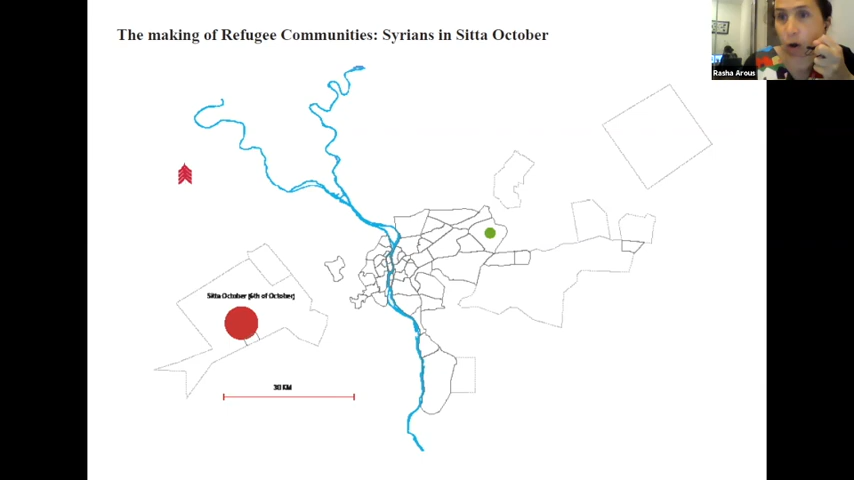 The making of Refugee Communities: Syrians in Sitta October
Rasha Arous
Sitta October (6th of October)
30 KM